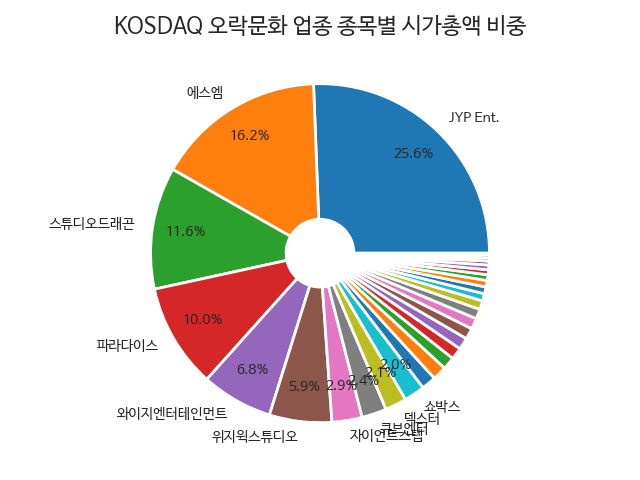 KOSDAQ 오락문화 업종 종목별 시가총액 비중
JYP Ent.
25.6%
에스엠
16.2%
스튜디오드래곤
11.6%
파라다이스
10.0%
와이지엔터테인먼트
6.8%
위지윅스튜디오
5.9%
자이언트스텝
2.9%
큐브엔터
2.4%
덱스터
2.1%
쇼박스
2.0%